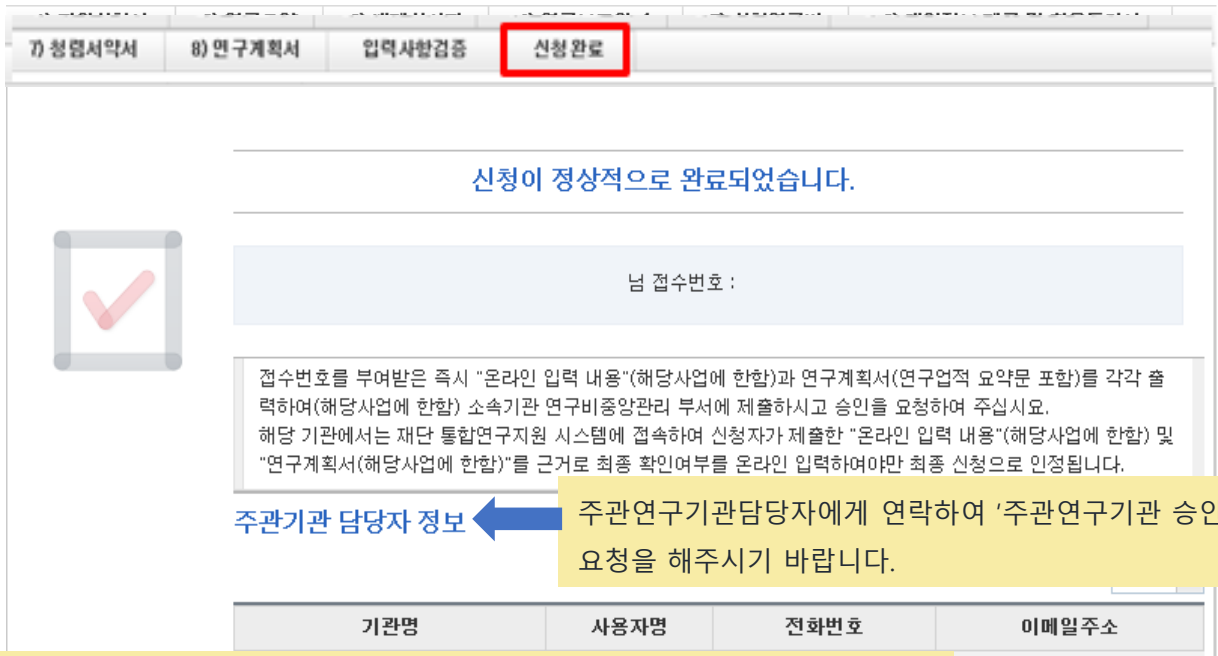 7) 청렴서약서 8) 연구계획서 입력사항검증 신청완료
신청이 정상적으로 완료되었습니다.
님 접수번호 :
접수번호를 부여받은 즉시 "온라인 입력 내용"(해당사업에 한함)과 연구계획서(연구업적 요약문 포함)를 각각 출
력하여(해당사업에 한함) 소속기관 연구비중앙관리 부서에 제출하시고 승인을 요청하여 주십시요.
해당 기관에서는 재단 통합연구지원 시스템에 접속하여 신청자가 제출한 "온라인 입력 내용"(해당사업에 한함) 및
"연구계획서(해당사업에 한함)"를 근거로 최종 확인여부를 온라인 입력하여야만 최종 신청으로 인정됩니다.
주관기관 담당자 정보
주관연구기관담당자에게 연락하여 '주관연구기관 승인
요청을 해주시기 바랍니다.
기관명 사용자명 전화번호 이메일주소